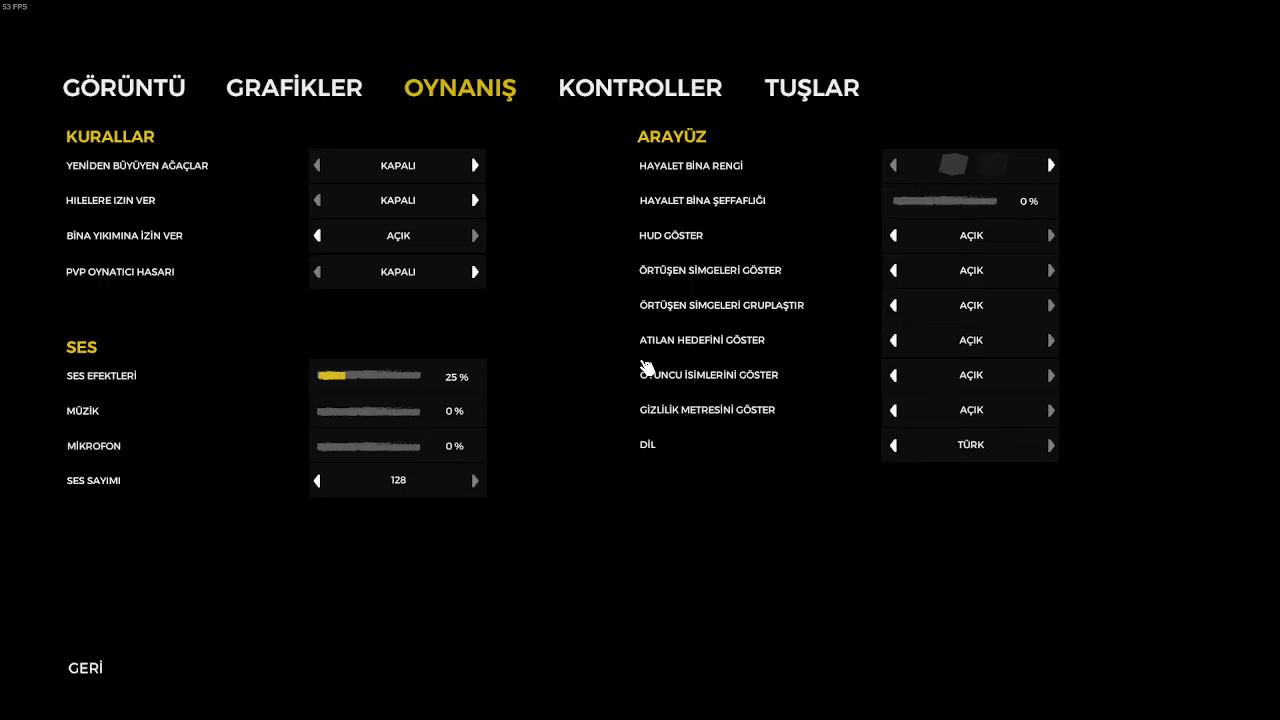 53 FPS
GÖRÜNTÜ GRAFİKLER OYNANIŞ KONTROLLER TUŞLAR
KURALLAR
YENİDEN BÜYÜYEN AĞAÇLAR KAPALI
HILELERE IZIN VER KAPALI
BİNA YIKIMINA İZİN VER AÇIK
PVP OYNATICI HASARI KAPALI
SES
SES EFEKTLERİ 25 %
MÜZİK 0 %
MİKROFON 0 %
SES SAYIMI 128
ARAYÜZ
HAYALET BİNA RENGİ
HAYALET BİNA ŞEFFAFLIĞI 0 %
HUD GÖSTER AÇIK
ÖRTÜŞEN SİMGELERİ GÖSTER AÇIK
ÖRTÜŞEN SİMGELERİ GRUPLAŞTIR AÇIK
ATILAN HEDEFİNİ GÖSTER AÇIK
OYUNCU İSİMLERİNİ GÖSTER AÇIK
GİZLİLİK METRESİNİ GÖSTER AÇIK
DİL TÜRK
GERİ